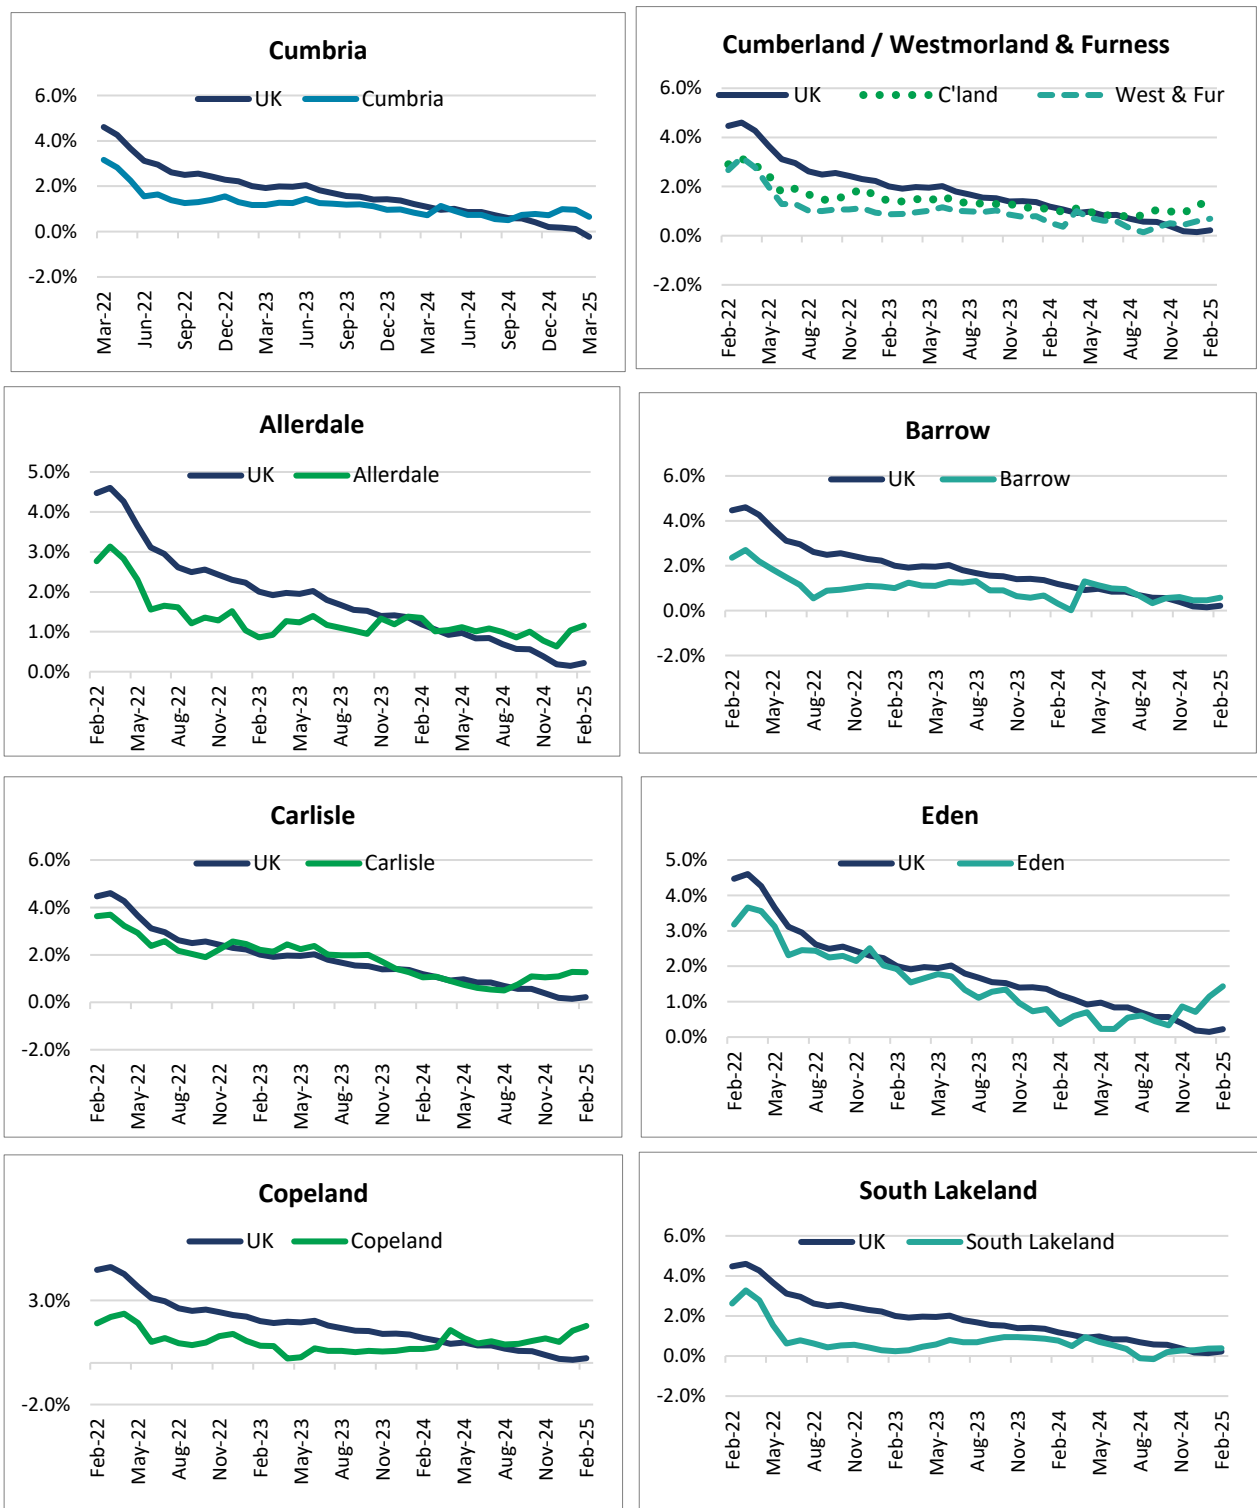 Cumbria
UK Cumbria
6.0%
4.0%
2.0%
0.0%
-2.0%
Mar-22 Jun-22 Sep-22 Dec-22 Mar-23 Jun-23 Sep-23 Dec-23 Mar-24 Jun-24 Sep-24 Dec-24 Mar-25
Cumberland / Westmorland & Furness
UK C'land West & Fur
6.0%
4.0%
2.0%
0.0%
-2.0%
Feb-22 May-22 Aug-22 Nov-22 Feb-23 May-23 Aug-23 Nov-23 Feb-24 May-24 Aug-24 Nov-24 Feb-25
Allerdale
UK Allerdale
5.0%
4.0%
3.0%
2.0%
1.0%
0.0%
Feb-22 May-22 Aug-22 Nov-22 Feb-23 May-23 Aug-23 Nov-23 Feb-24 May-24 Aug-24 Nov-24 Feb-25
Barrow
UK Barrow
6.0%
4.0%
2.0%
0.0%
-2.0%
Feb-22 May-22 Aug-22 Nov-22 Feb-23 May-23 Aug-23 Nov-23 Feb-24 May-24 Aug-24 Nov-24 Feb-25
Carlisle
UK Carlisle
6.0%
4.0%
2.0%
0.0%
-2.0%
Feb-22 May-22 Aug-22 Nov-22 Feb-23 May-23 Aug-23 Nov-23 Feb-24 May-24 Aug-24 Nov-24 Feb-25
Eden
UK Eden
5.0%
4.0%
3.0%
2.0%
1.0%
0.0%
Feb-22 May-22 Aug-22 Nov-22 Feb-23 May-23 Aug-23 Nov-23 Feb-24 May-24 Aug-24 Nov-24 Feb-25
Copeland
UK Copeland
3.0%
-2.0%
Feb-22 May-22 Aug-22 Nov-22 Feb-23 May-23 Aug-23 Nov-23 Feb-24 May-24 Aug-24 Nov-24 Feb-25
South Lakeland
UK South Lakeland
6.0%
4.0%
2.0%
0.0%
-2.0%
Feb-22 May-22 Aug-22 Nov-22 Feb-23 May-23 Aug-23 Nov-23 Feb-24 May-24 Aug-24 Nov-24 Feb-25